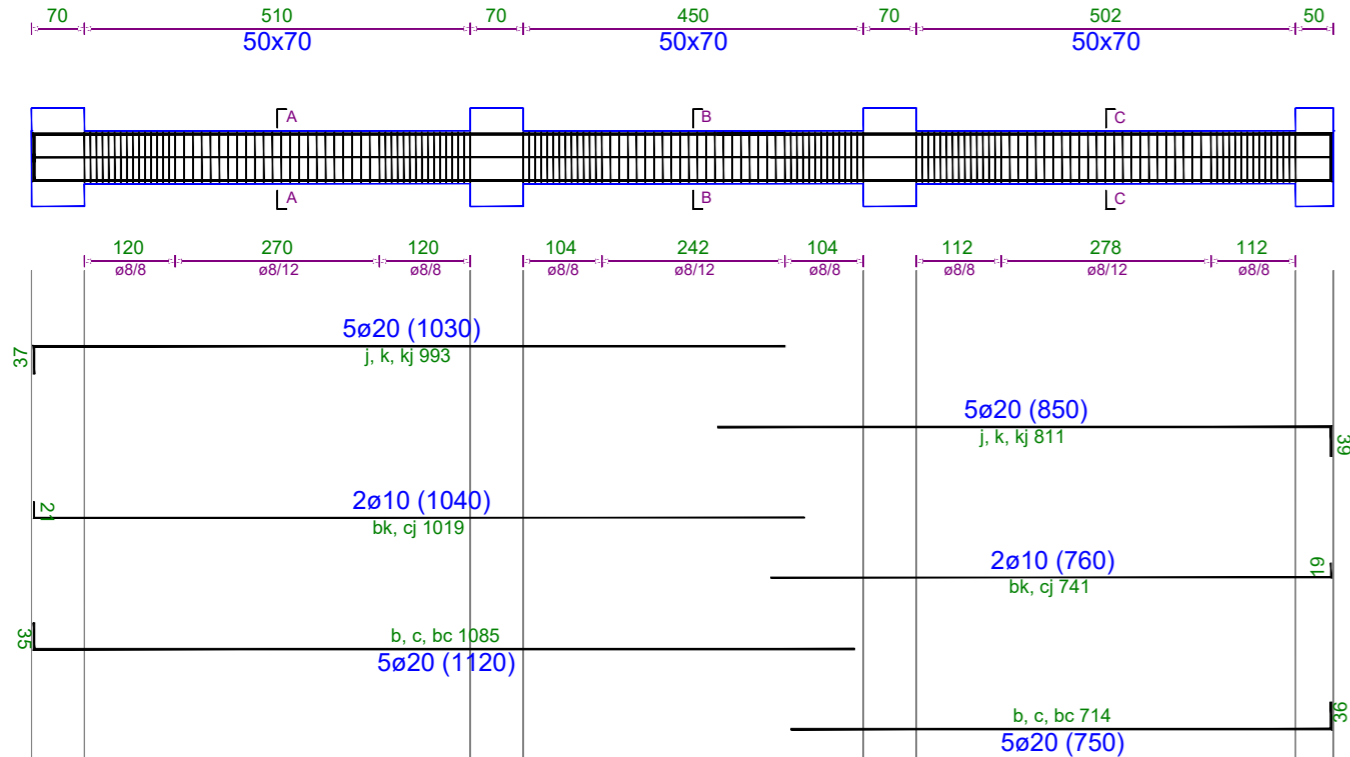 70 510 70 450 70 502 50
50x70 50x70 50x70
A B C
A B C
120 270 120 104 242 104 112 278 112
ø8/8 ø8/12 ø8/8 ø8/8 ø8/12 ø8/8 ø8/8 ø8/12 ø8/8
5ø20 (1030)
37 j, k, kj 993
5ø20 (850)
j, k, kj 811 39
21 2ø10 (1040)
bk, cj 1019
2ø10 (760) 19
bk, cj 741
35 b, c, bc 1085
5ø20 (1120)
b, c, bc 714 36
5ø20 (750)